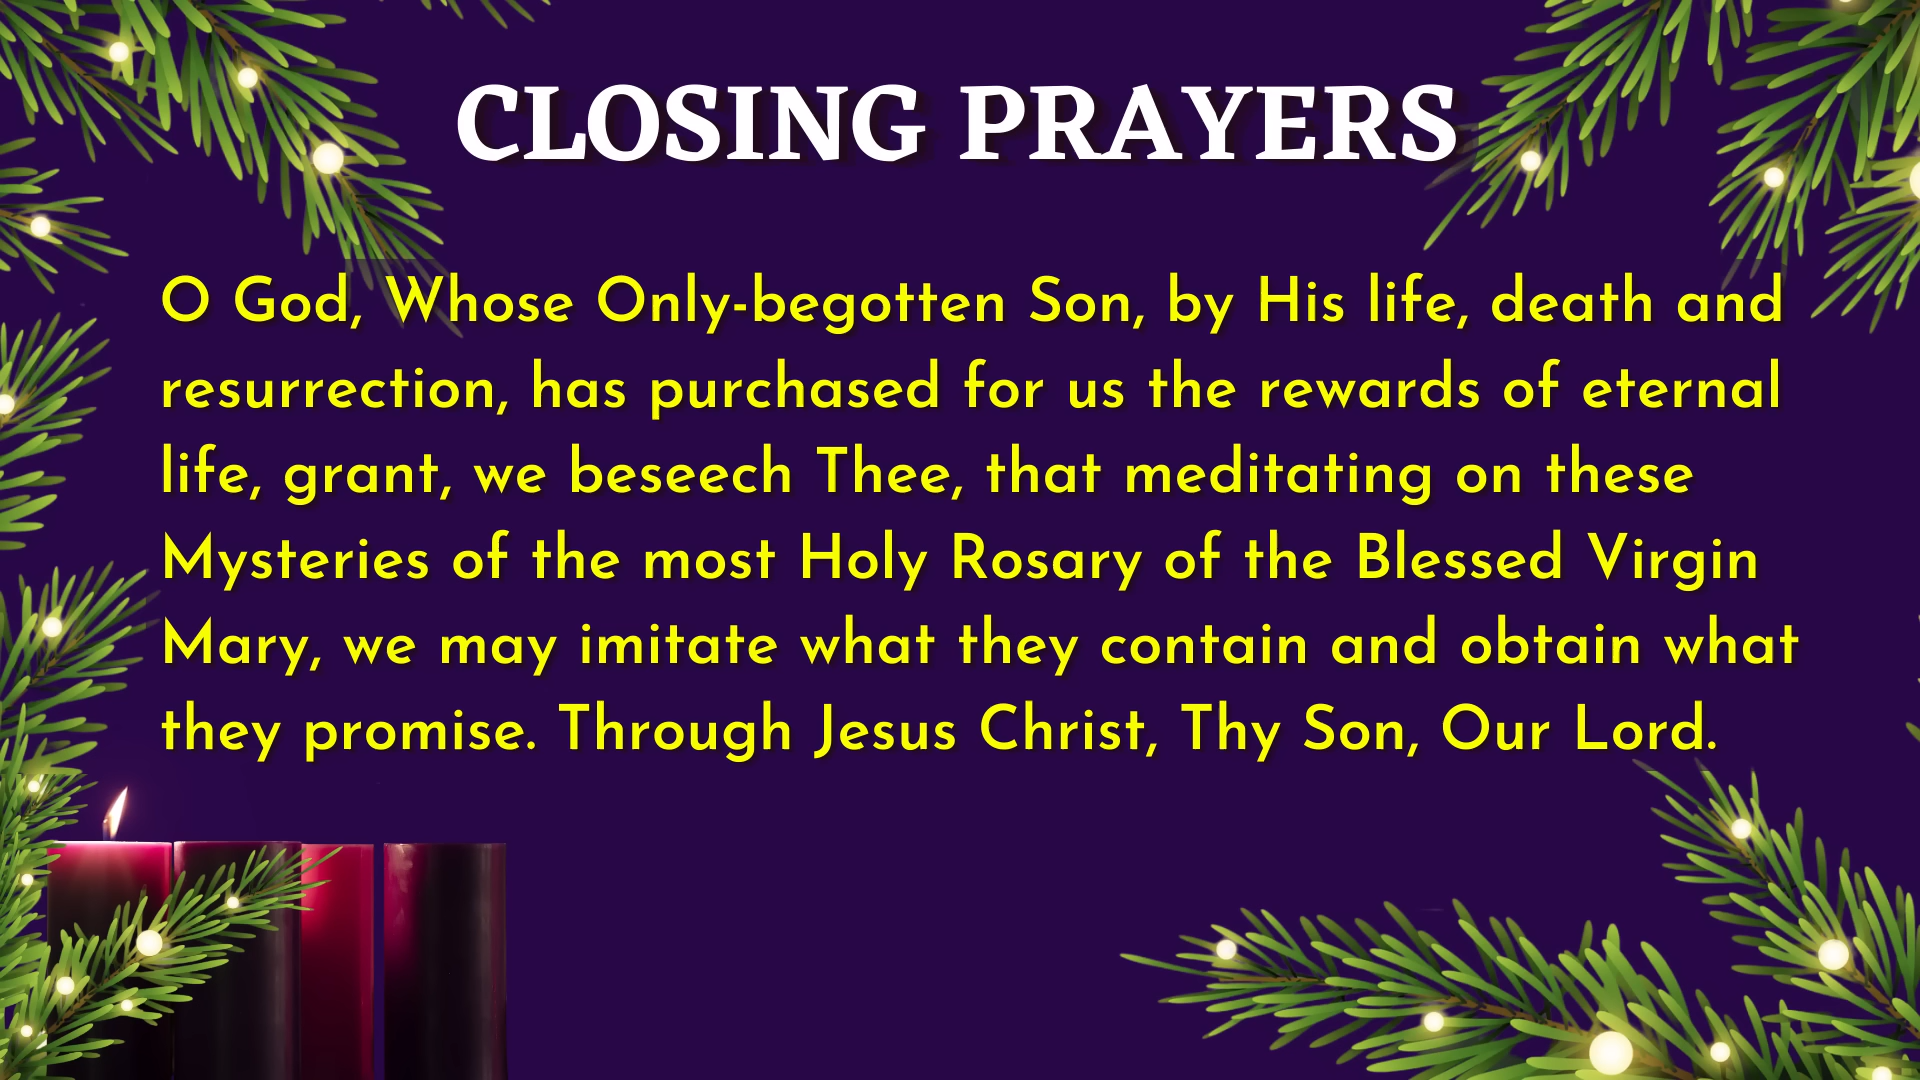 CLOSING PRAYERS
O God, Whose Only-begotten Son, by His life, death and
resurrection, has purchased for us the rewards of eternal
life, grant, we beseech Thee, that meditating on these
Mysteries of the most Holy Rosary of the Blessed Virgin
Mary, we may imitate what they contain and obtain what
they promise. Through Jesus Christ, Thy Son, Our Lord.